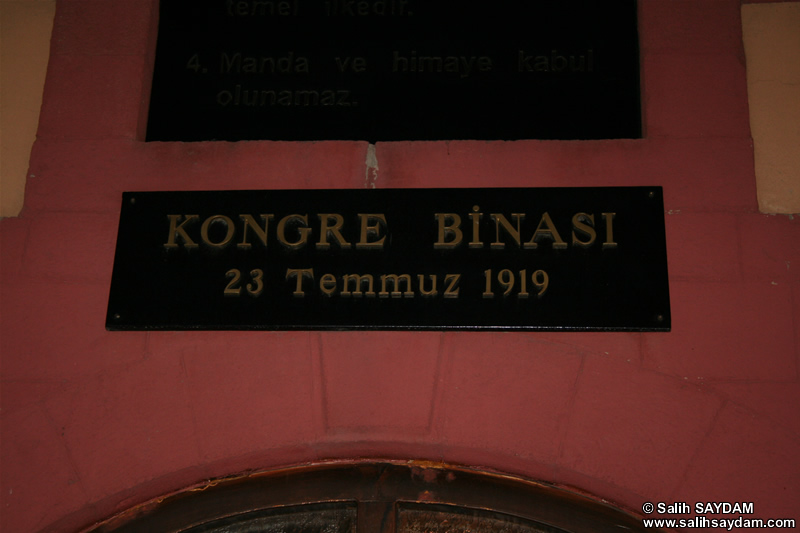 temel ilkedir.
4. Manda ve himaye kabul
olunamaz.
KONGRE BİNASI
23 Temmuz 1919
© Salih SAYDAM
www.salihsaydam.com